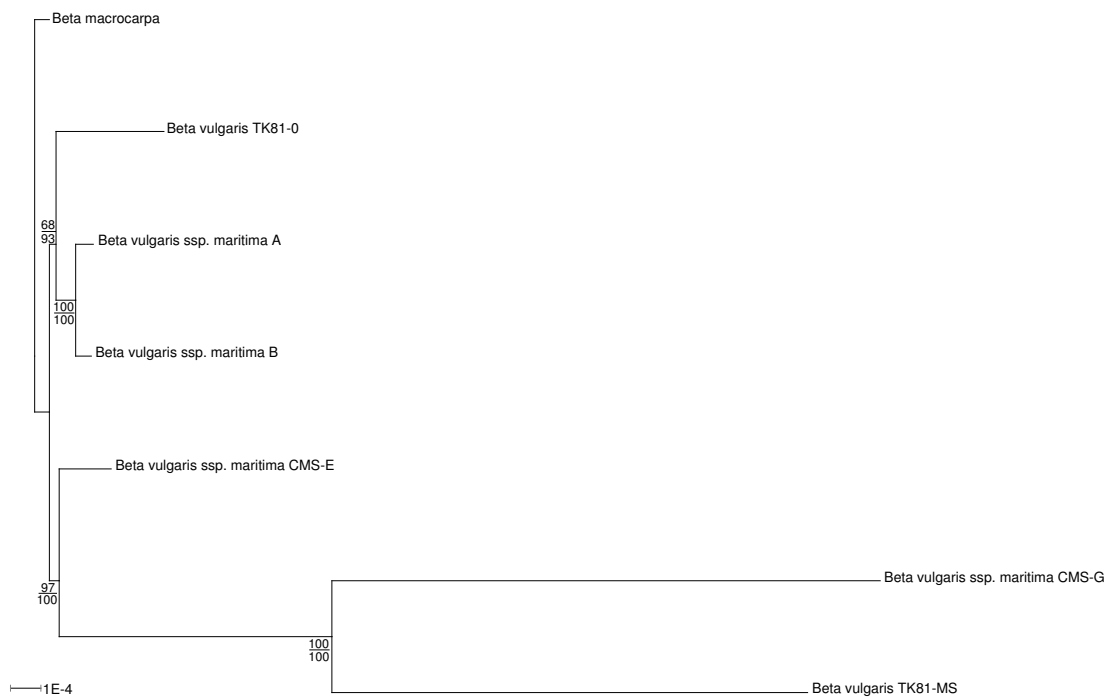 Beta macrocarpa
Beta vulgaris TK81-0
68
93
Beta vulgaris ssp. maritima A
100
100
Beta vulgaris ssp. maritima B
Beta vulgaris ssp. maritima CMS-E
97
100
Beta vulgaris ssp. maritima CMS-G
100
100
Beta vulgaris TK81-MS
1E-4